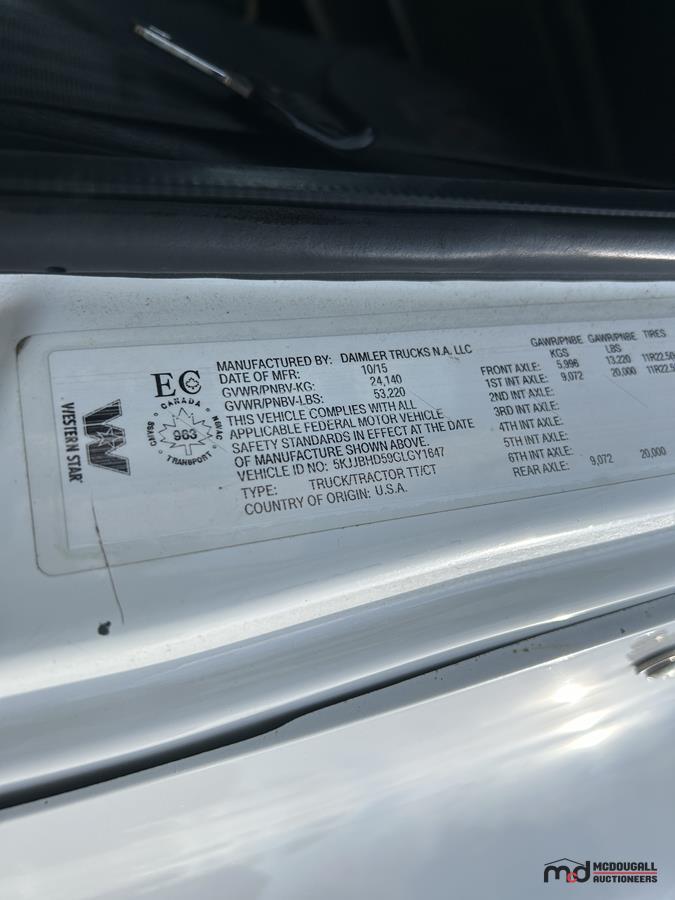 MANUFACTURED BY: DAIMLER TRUCKS N.A. LLC
DATE OF MFR: 10/15
GVWR/PNBV-KG: 24,140
GVWR/PNBV-LBS: 53,220
THIS VEHICLE COMPLIES WITH ALL
APPLICABLE FEDERAL MOTOR VEHICLE
SAFETY STANDARDS IN EFFECT AT THE DATE
OF MANUFACTURE SHOWN ABOVE.
VEHICLE ID NO: 5KJJBHD59GLGY1647
TYPE: TRUCK/TRACTOR TT/CT
COUNTRY OF ORIGIN: U.S.A.
WESTERN STAR
EC
CANADA
963
TRANSPORT
GAWR/PNBE GAWR/PNBE TIRES
KGS LBS
FRONT AXLE: 5,996 13,220 11R22.50
1ST INT AXLE: 9,072 20,000 11R22.5
2ND INT AXLE:
3RD INT AXLE:
4TH INT AXLE:
5TH INT AXLE:
6TH INT AXLE:
REAR AXLE: 9,072 20,000
md MCDOUGALL
AUCTIONEERS